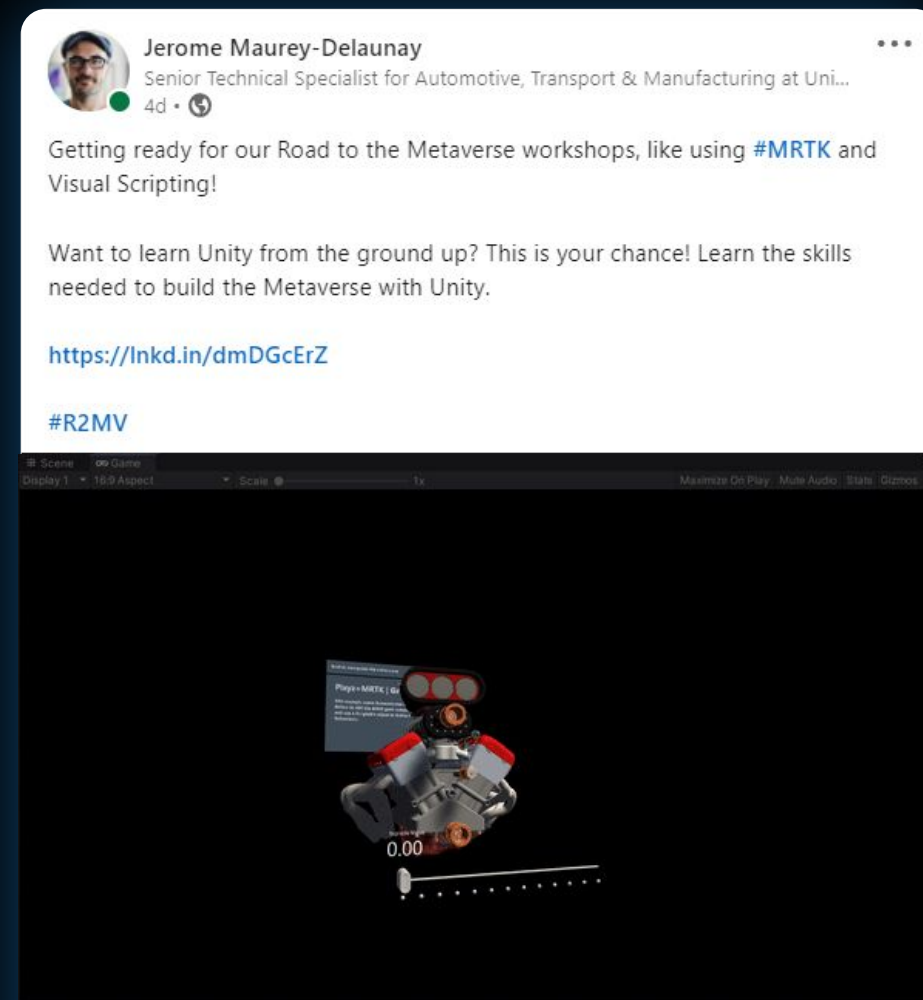 Jerome Maurey-Delaunay
Senior Technical Specialist for Automotive, Transport & Manufacturing at Uni...
4d •
Getting ready for our Road to the Metaverse workshops, like using #MRTK and
Visual Scripting!
Want to learn Unity from the ground up? This is your chance! Learn the skills
needed to build the Metaverse with Unity.
https://lnkd.in/dmDGcErZ
#R2MV
Scene Game
Display 1 16:9 Aspect Scale 1x Maximize On Play Mute Audio Stats Gizmos
MRTK |
0.00